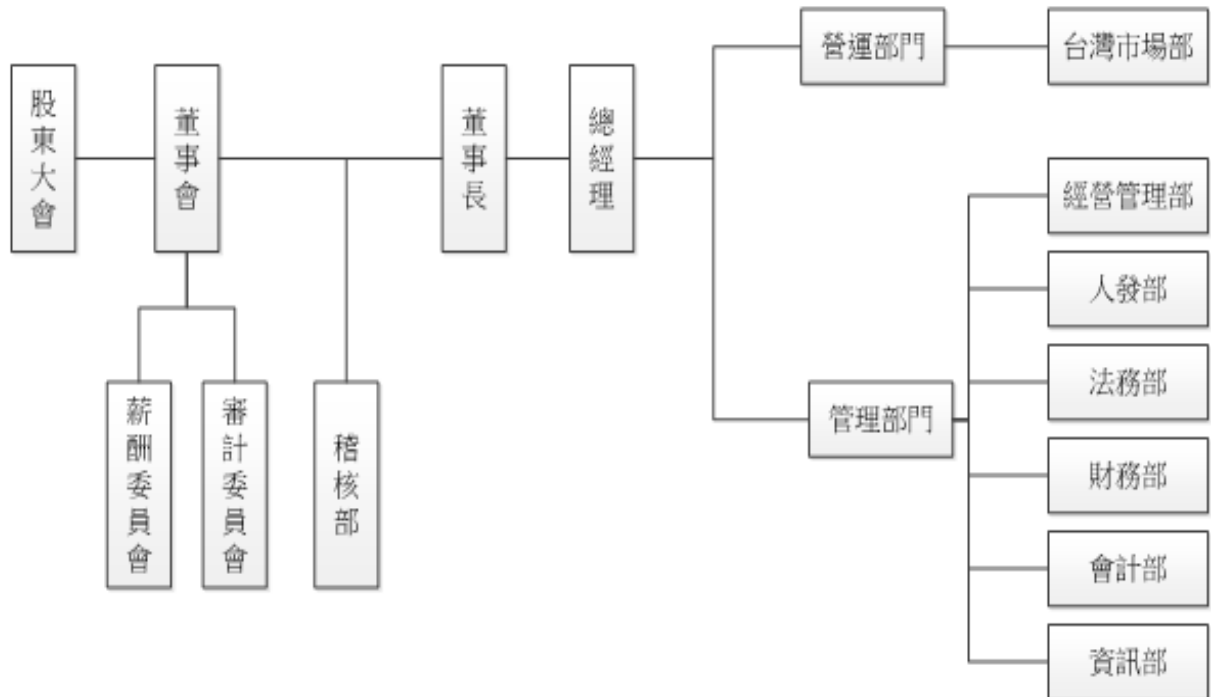 股東大會
董事會
薪酬委員會
審計委員會
稽核部
董事長
總經理
營運部門
台灣市場部
管理部門
經營管理部
人發部
法務部
財務部
會計部
資訊部